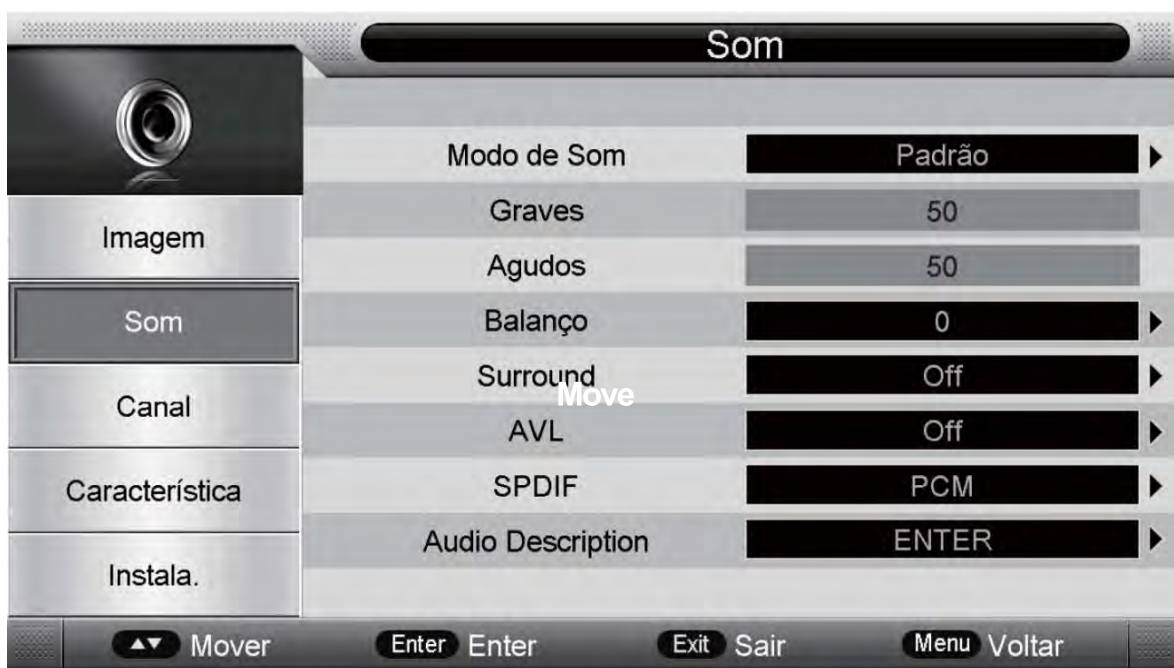 Som
Imagem
Som
Canal
Característica
Instala.
Modo de Som Padrão
Graves 50
Agudos 50
Balanço 0
Surround Off
Move
AVL Off
SPDIF PCM
Audio Description ENTER
Mover Enter Enter Exit Sair Menu Voltar